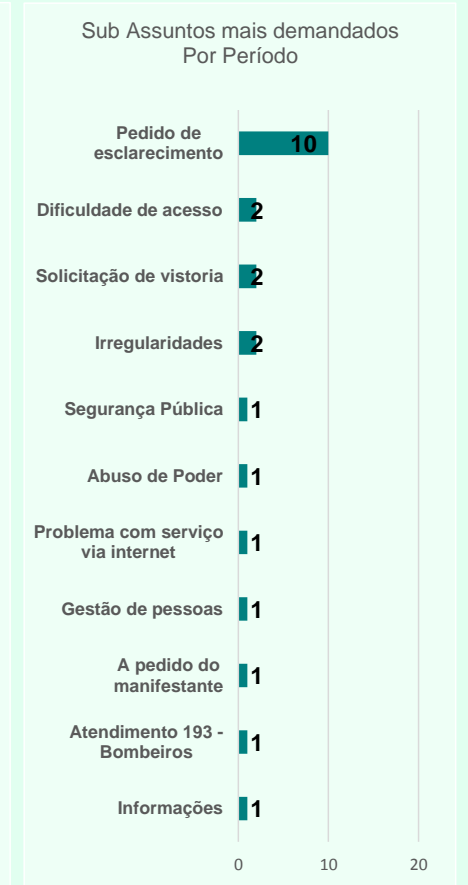 Sub Assuntos mais demandados
Por Período
Pedido de
esclarecimento
10
Dificuldade de acesso
2
Solicitação de vistoria
2
Irregularidades
2
Segurança Pública
1
Abuso de Poder
1
Problema com serviço
via internet
1
Gestão de pessoas
1
A pedido do
manifestante
1
Atendimento 193 -
Bombeiros
1
Informações
1
0 10 20